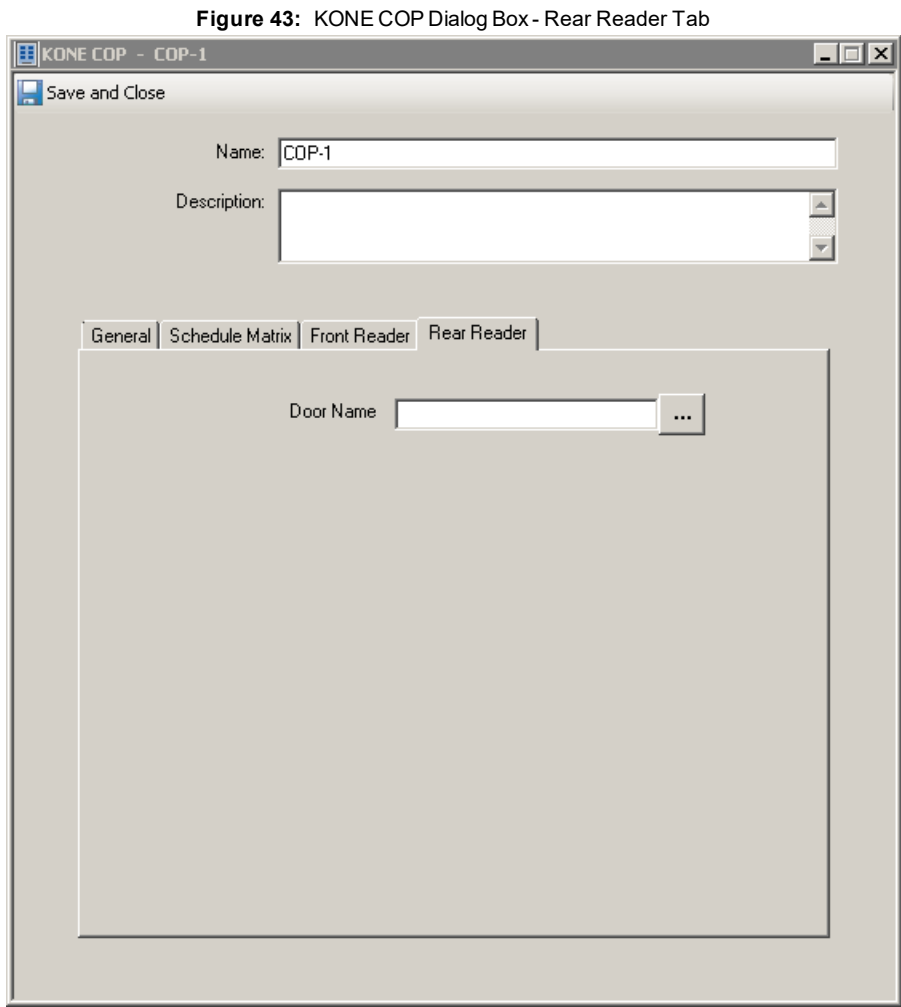 Figure 43: KONE COP Dialog Box - Rear Reader Tab
KONE COP - COP-1
Save and Close
Name: COP-1
Description:
General Schedule Matrix Front Reader Rear Reader
Door Name ...